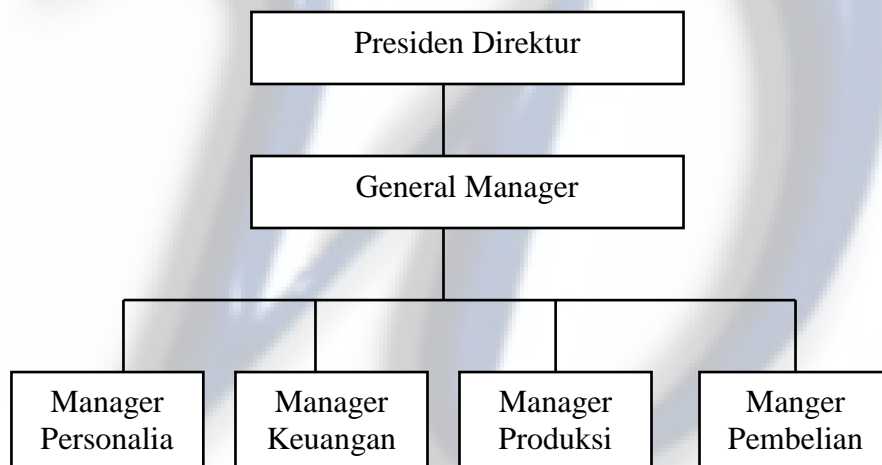 Presiden Direktur
General Manager
Manager
Personalia
Manager
Keuangan
Manager
Produksi
Manger
Pembelian